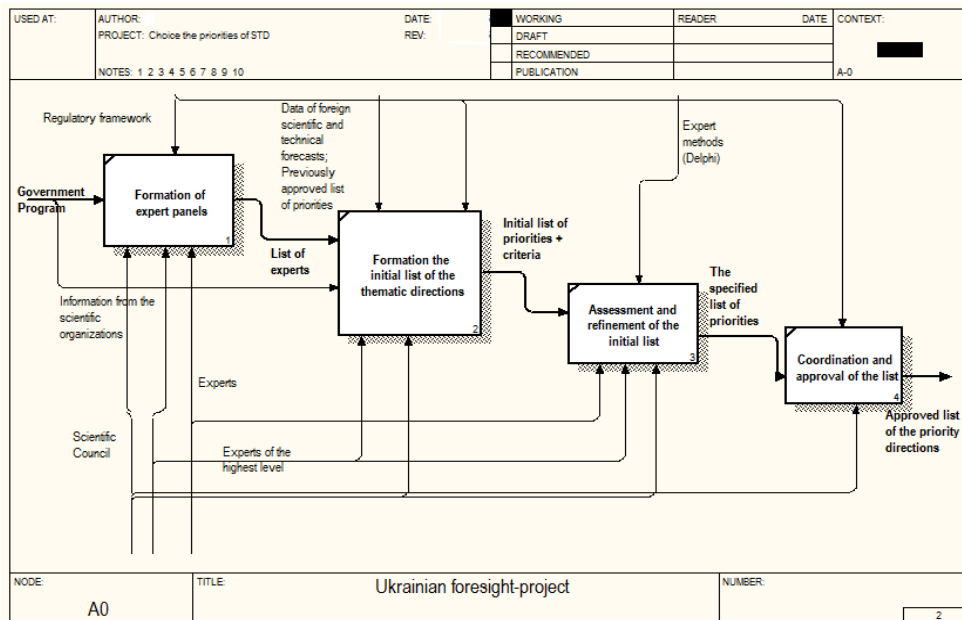 USED AT:
AUTHOR:
DATE:
PROJECT: Choice the priorities of STD
REV:
NOTES: 1 2 3 4 5 6 7 8 9 10
WORKING
DRAFT
RECOMMENDED
PUBLICATION
READER
DATE
CONTEXT:
A-0
Regulatory framework
Data of foreign
scientific and
technical
forecasts;
Previously
approved list
of priorities
Expert
methods
(Delphi)
Government
Program
Formation of
expert panels
1
List of
experts
Formation the
initial list of the
thematic directions
2
Initial list of
priorities +
criteria
Assessment and
refinement of the
initial list
3
The
specified
list of
priorities
Coordination and
approval of the list
4
Approved list
of the priority
directions
Information from the
scientific
organizations
Experts
Scientific
Council
Experts of the
highest level
NODE:
A0
TITLE:
Ukrainian foresight-project
NUMBER:
2